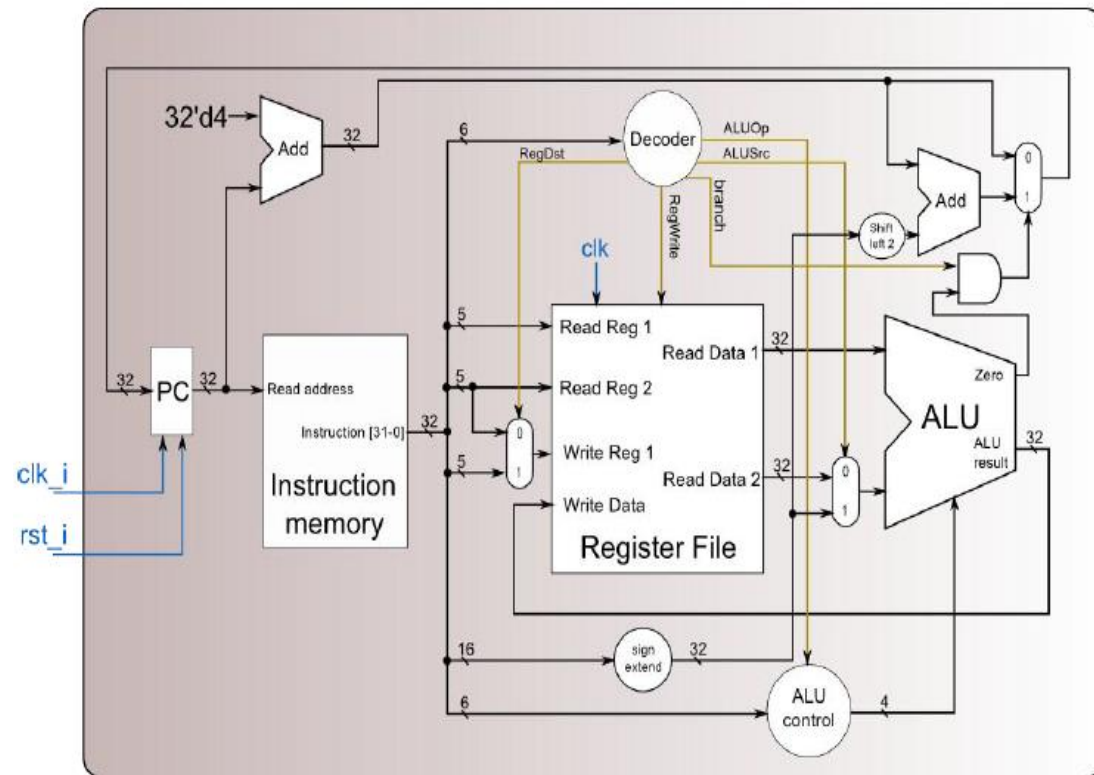 32'd4
Add
32
6
Decoder
ALUOp
RegDst
ALUSrc
branch
RegWrite
0
1
Add
Shift
left 2
clk
5
Read Reg 1
Read Data 1
32
32
PC
32
Read address
5
Read Reg 2
Zero
ALU
Instruction [31-0]
32
0
1
5
Write Reg 1
ALU
result
32
Read Data 2
32
0
1
Instruction
memory
Write Data
Register File
clk_i
rst_i
16
sign
extend
32
6
ALU
control
4